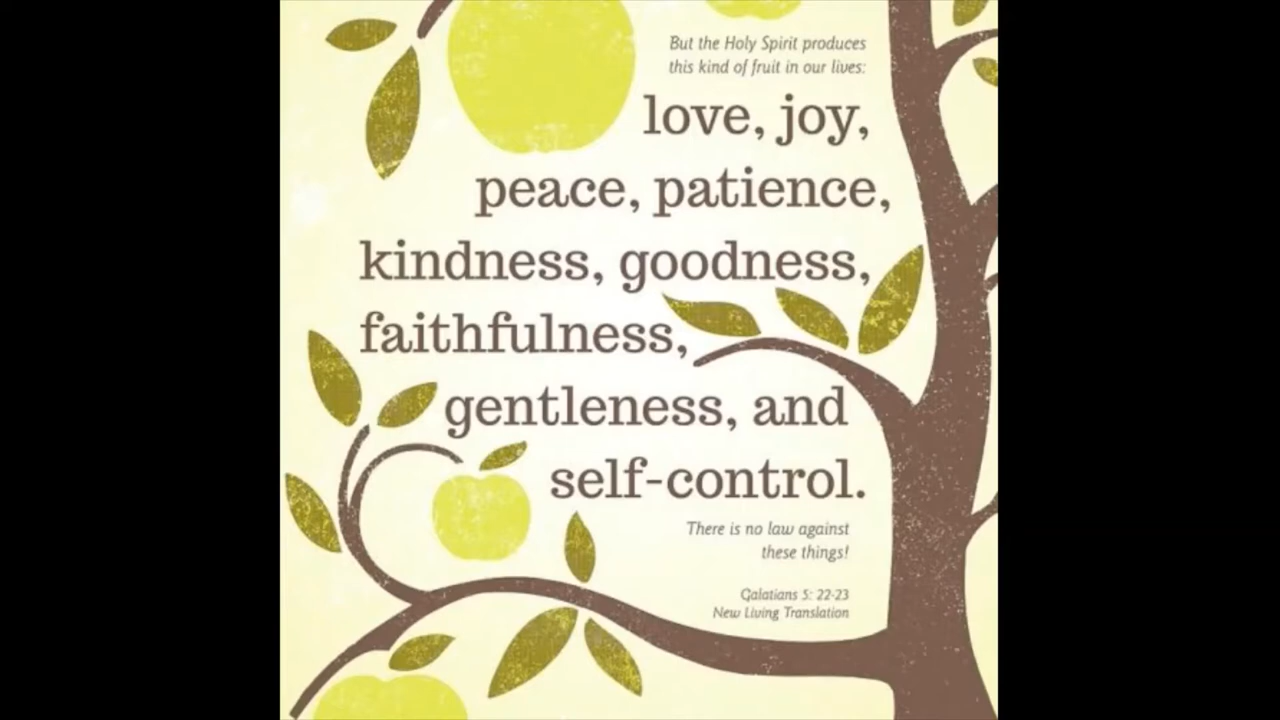 But the Holy Spirit produces
this kind of fruit in our lives:
love, joy,
peace, patience,
kindness, goodness,
faithfulness,
gentleness, and
self-control.
There is no law against
these things!
Galatians 5: 22-23
New Living Translation